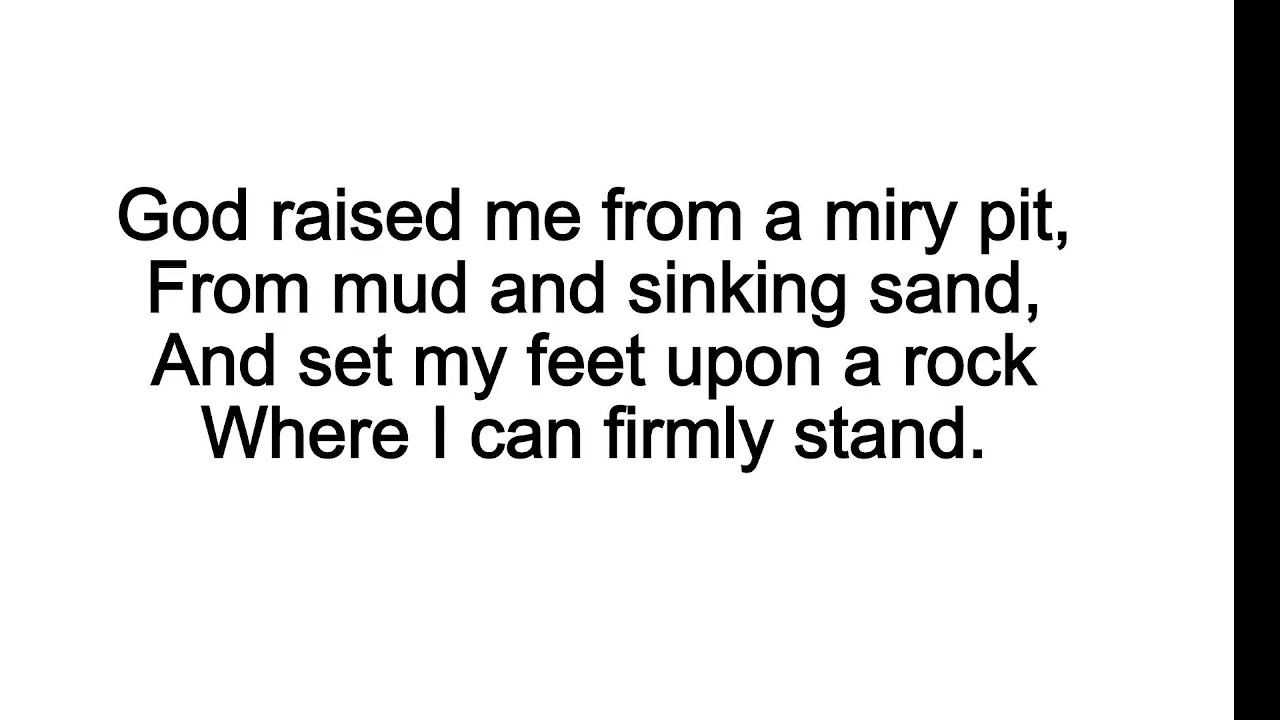 God raised me from a miry pit,
From mud and sinking sand,
And set my feet upon a rock
Where I can firmly stand.